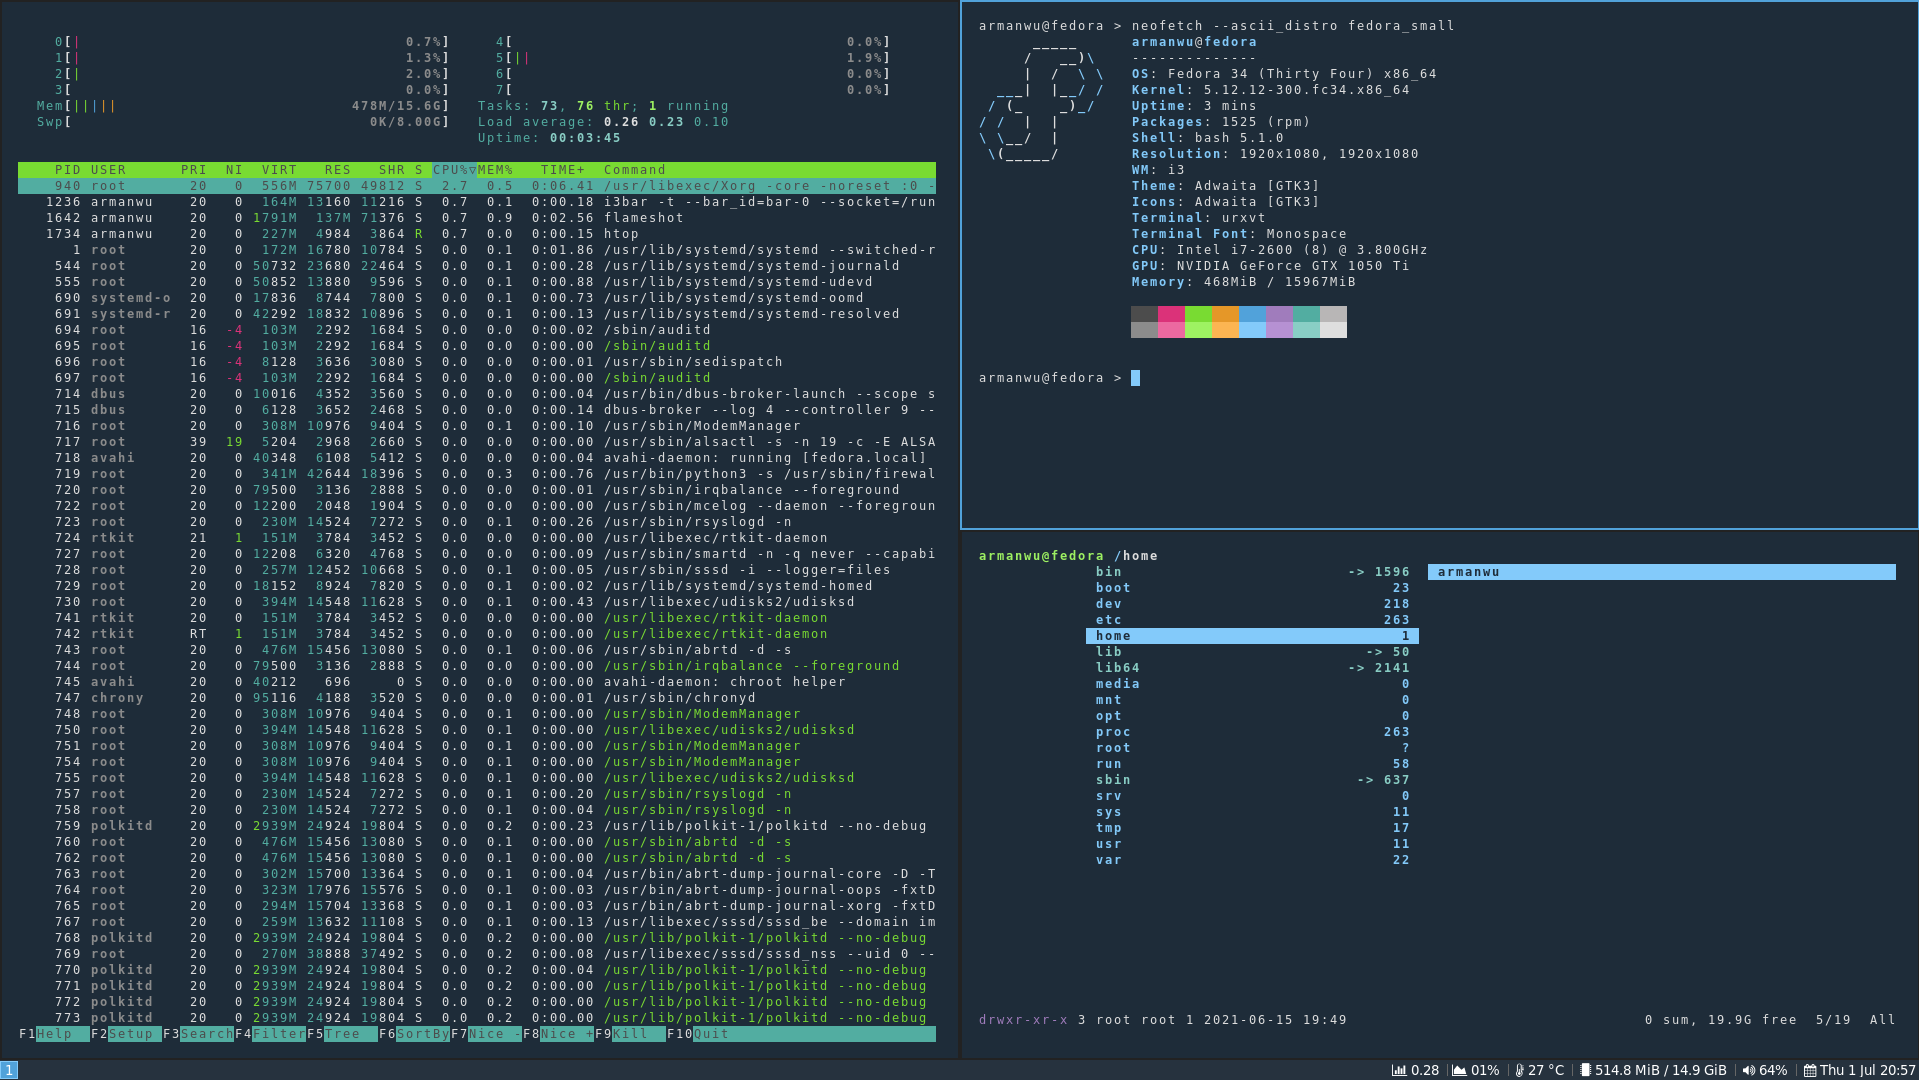 0[| 0.7%] 4[ 0.0%]
1[| 1.3%] 5[|| 1.9%]
2[| 2.0%] 6[ 0.0%]
3[ 0.0%] 7[ 0.0%]
Mem[||||| 478M/15.6G] Tasks: 73, 76 thr; 1 running
Swp[ 0K/8.00G] Load average: 0.26 0.23 0.10
Uptime: 00:03:45
PID USER PRI NI VIRT RES SHR S CPU%▽MEM% TIME+ Command
940 root 20 0 556M 75700 49812 S 2.7 0.5 0:06.41 /usr/libexec/Xorg -core -noreset :0 -
1236 armanwu 20 0 164M 13160 11216 S 0.7 0.1 0:00.18 i3bar -t --bar_id=bar-0 --socket=/run
1642 armanwu 20 0 1791M 137M 71376 S 0.7 0.9 0:02.56 flameshot
1734 armanwu 20 0 227M 4984 3864 R 0.7 0.0 0:00.15 htop
1 root 20 0 172M 16780 10784 S 0.0 0.1 0:01.86 /usr/lib/systemd/systemd --switched-r
544 root 20 0 50732 23680 22464 S 0.0 0.1 0:00.28 /usr/lib/systemd/systemd-journald
555 root 20 0 50852 13880 9596 S 0.0 0.1 0:00.88 /usr/lib/systemd/systemd-udevd
690 systemd-o 20 0 17836 8744 7800 S 0.0 0.1 0:00.73 /usr/lib/systemd/systemd-oomd
691 systemd-r 20 0 42292 18832 10896 S 0.0 0.1 0:00.13 /usr/lib/systemd/systemd-resolved
694 root 16 -4 103M 2292 1684 S 0.0 0.0 0:00.02 /sbin/auditd
695 root 16 -4 103M 2292 1684 S 0.0 0.0 0:00.00 /sbin/auditd
696 root 16 -4 8128 3636 3080 S 0.0 0.0 0:00.01 /usr/sbin/sedispatch
697 root 16 -4 103M 2292 1684 S 0.0 0.0 0:00.00 /sbin/auditd
714 dbus 20 0 10016 4352 3560 S 0.0 0.0 0:00.04 /usr/bin/dbus-broker-launch --scope s
715 dbus 20 0 6128 3652 2468 S 0.0 0.0 0:00.14 dbus-broker --log 4 --controller 9 --
716 root 20 0 308M 10976 9404 S 0.0 0.1 0:00.10 /usr/sbin/ModemManager
717 root 39 19 5204 2968 2660 S 0.0 0.0 0:00.00 /usr/sbin/alsactl -s -n 19 -c -E ALSA
718 avahi 20 0 40348 6108 5412 S 0.0 0.0 0:00.04 avahi-daemon: running [fedora.local]
719 root 20 0 341M 42644 18396 S 0.0 0.3 0:00.76 /usr/bin/python3 -s /usr/sbin/firewal
720 root 20 0 79500 3136 2888 S 0.0 0.0 0:00.01 /usr/sbin/irqbalance --foreground
722 root 20 0 12200 2048 1904 S 0.0 0.0 0:00.00 /usr/sbin/mcelog --daemon --foregroun
723 root 20 0 230M 14524 7272 S 0.0 0.1 0:00.26 /usr/sbin/rsyslogd -n
724 rtkit 21 1 151M 3784 3452 S 0.0 0.0 0:00.00 /usr/libexec/rtkit-daemon
727 root 20 0 12208 6320 4768 S 0.0 0.0 0:00.09 /usr/sbin/smartd -n -q never --capabi
728 root 20 0 257M 12452 10668 S 0.0 0.1 0:00.05 /usr/sbin/sssd -i --logger=files
729 root 20 0 18152 8924 7820 S 0.0 0.1 0:00.02 /usr/lib/systemd/systemd-homed
730 root 20 0 394M 14548 11628 S 0.0 0.1 0:00.43 /usr/libexec/udisks2/udisksd
741 rtkit 20 0 151M 3784 3452 S 0.0 0.0 0:00.00 /usr/libexec/rtkit-daemon
742 rtkit RT 1 151M 3784 3452 S 0.0 0.0 0:00.00 /usr/libexec/rtkit-daemon
743 root 20 0 476M 15456 13080 S 0.0 0.1 0:00.06 /usr/sbin/abrtd -d -s
744 root 20 0 79500 3136 2888 S 0.0 0.0 0:00.00 /usr/sbin/irqbalance --foreground
745 avahi 20 0 40212 696 0 S 0.0 0.0 0:00.00 avahi-daemon: chroot helper
747 chrony 20 0 95116 4188 3520 S 0.0 0.0 0:00.01 /usr/sbin/chronyd
748 root 20 0 308M 10976 9404 S 0.0 0.1 0:00.00 /usr/sbin/ModemManager
750 root 20 0 394M 14548 11628 S 0.0 0.1 0:00.00 /usr/libexec/udisks2/udisksd
751 root 20 0 308M 10976 9404 S 0.0 0.1 0:00.00 /usr/sbin/ModemManager
754 root 20 0 308M 10976 9404 S 0.0 0.1 0:00.00 /usr/sbin/ModemManager
755 root 20 0 394M 14548 11628 S 0.0 0.1 0:00.00 /usr/libexec/udisks2/udisksd
757 root 20 0 230M 14524 7272 S 0.0 0.1 0:00.20 /usr/sbin/rsyslogd -n
758 root 20 0 230M 14524 7272 S 0.0 0.1 0:00.04 /usr/sbin/rsyslogd -n
759 polkitd 20 0 2939M 24924 19804 S 0.0 0.2 0:00.23 /usr/lib/polkit-1/polkitd --no-debug
760 root 20 0 476M 15456 13080 S 0.0 0.1 0:00.00 /usr/sbin/abrtd -d -s
762 root 20 0 476M 15456 13080 S 0.0 0.1 0:00.00 /usr/sbin/abrtd -d -s
763 root 20 0 302M 15700 13364 S 0.0 0.1 0:00.04 /usr/bin/abrt-dump-journal-core -D -T
764 root 20 0 323M 17976 15576 S 0.0 0.1 0:00.03 /usr/bin/abrt-dump-journal-oops -fxtD
765 root 20 0 294M 15704 13368 S 0.0 0.1 0:00.03 /usr/bin/abrt-dump-journal-xorg -fxtD
767 root 20 0 259M 13632 11108 S 0.0 0.1 0:00.13 /usr/libexec/sssd/sssd_be --domain im
768 polkitd 20 0 2939M 24924 19804 S 0.0 0.2 0:00.00 /usr/lib/polkit-1/polkitd --no-debug
769 root 20 0 270M 38888 37492 S 0.0 0.2 0:00.08 /usr/libexec/sssd/sssd_nss --uid 0 --
770 polkitd 20 0 2939M 24924 19804 S 0.0 0.2 0:00.04 /usr/lib/polkit-1/polkitd --no-debug
771 polkitd 20 0 2939M 24924 19804 S 0.0 0.2 0:00.00 /usr/lib/polkit-1/polkitd --no-debug
772 polkitd 20 0 2939M 24924 19804 S 0.0 0.2 0:00.00 /usr/lib/polkit-1/polkitd --no-debug
773 polkitd 20 0 2939M 24924 19804 S 0.0 0.2 0:00.00 /usr/lib/polkit-1/polkitd --no-debug
F1Help F2Setup F3SearchF4FilterF5Tree F6SortByF7Nice -F8Nice +F9Kill F10Quit
armanwu@fedora > neofetch --ascii_distro fedora_small
armanwu@fedora
--------------
OS: Fedora 34 (Thirty Four) x86_64
Kernel: 5.12.12-300.fc34.x86_64
Uptime: 3 mins
Packages: 1525 (rpm)
Shell: bash 5.1.0
Resolution: 1920x1080, 1920x1080
WM: i3
Theme: Adwaita [GTK3]
Icons: Adwaita [GTK3]
Terminal: urxvt
Terminal Font: Monospace
CPU: Intel i7-2600 (8) @ 3.800GHz
GPU: NVIDIA GeForce GTX 1050 Ti
Memory: 468MiB / 15967MiB
armanwu@fedora >
armanwu@fedora /home
bin -> 1596 armanwu
boot 23
dev 218
etc 263
home 1
lib -> 50
lib64 -> 2141
media 0
mnt 0
opt 0
proc 263
root ?
run 58
sbin -> 637
srv 0
sys 11
tmp 17
usr 11
var 22
drwxr-xr-x 3 root root 1 2021-06-15 19:49 0 sum, 19.9G free 5/19 All
1 0.28 | 01% | 27 °C | 514.8 MiB / 14.9 GiB | 64% | Thu 1 Jul 20:57